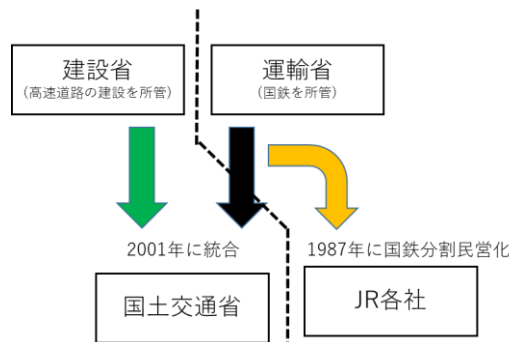 建設省
(高速道路の建設を所管)
運輸省
(国鉄を所管)
2001年に統合
1987年に国鉄分割民営化
国土交通省
JR各社